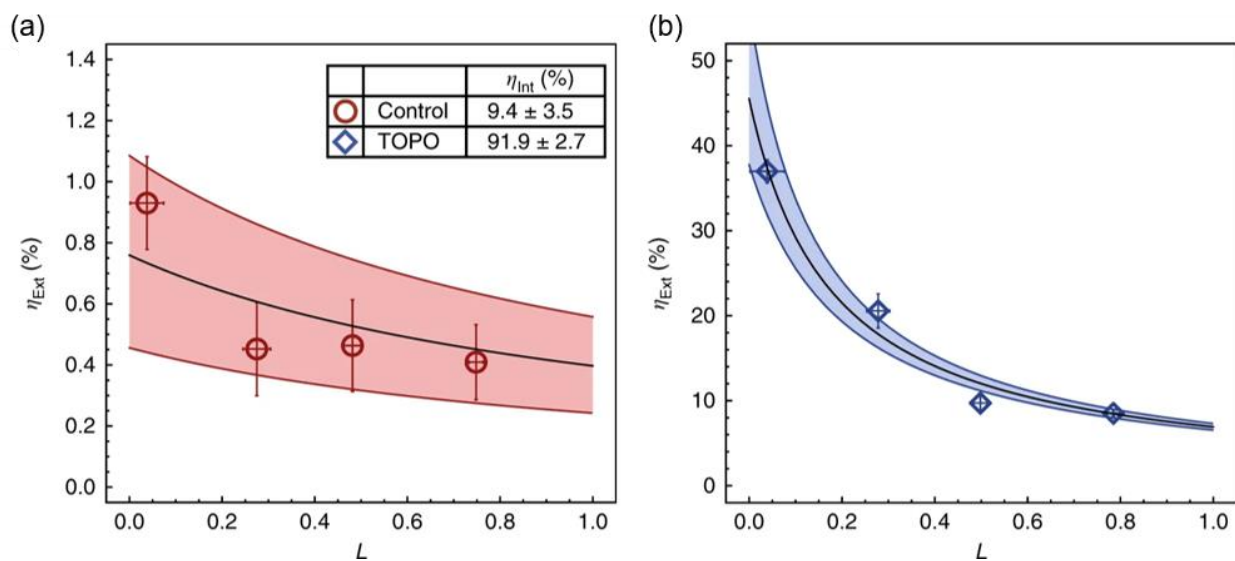 (a)
1.4
1.2
1.0
0.8
0.6
0.4
0.2
0.0
η_Ext (%)
η_Int (%)
Control 9.4 ± 3.5
TOPO 91.9 ± 2.7
0.0 0.2 0.4 0.6 0.8 1.0
L
(b)
50
40
30
20
10
0
η_Ext (%)
0.0 0.2 0.4 0.6 0.8 1.0
L